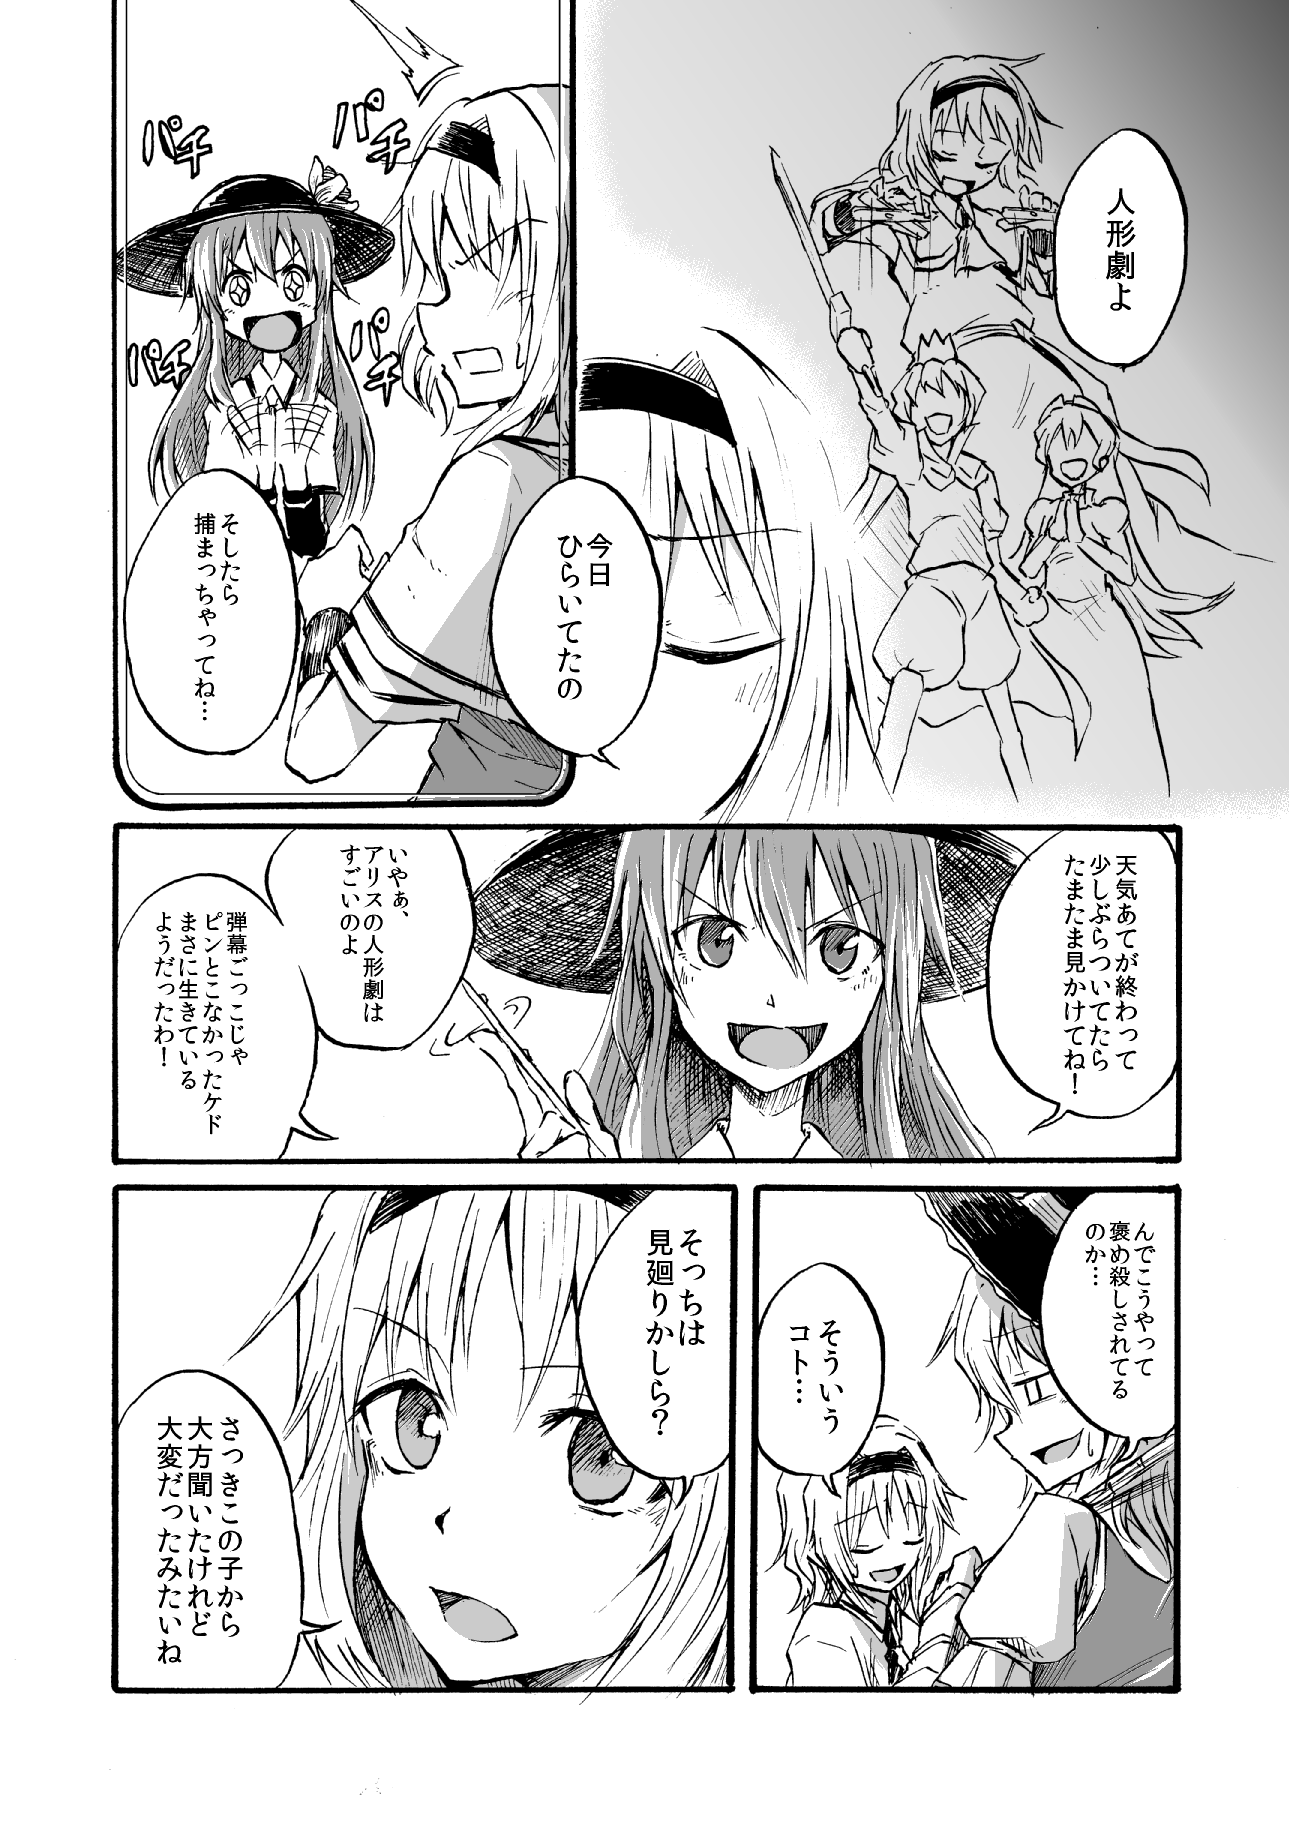 人形劇よ
今日
ひらいてたの
パチ
パチ
パチ
パチ
そしたら
捕まっちゃってね…
天気あてが終わって
少しぶらついてたら
たまたま見かけてね！
いやぁ、
アリスの人形劇は
すごいのよ
弾幕ごっこじゃ
ピンとこなかったケド
まさに生きている
ようだったわ！
んでこうやって
褒め殺しされてる
のか…
そういう
コト…
そっちは
見廻りかしら？
さっきこの子から
大方聞いたけれど
大変だったみたいね